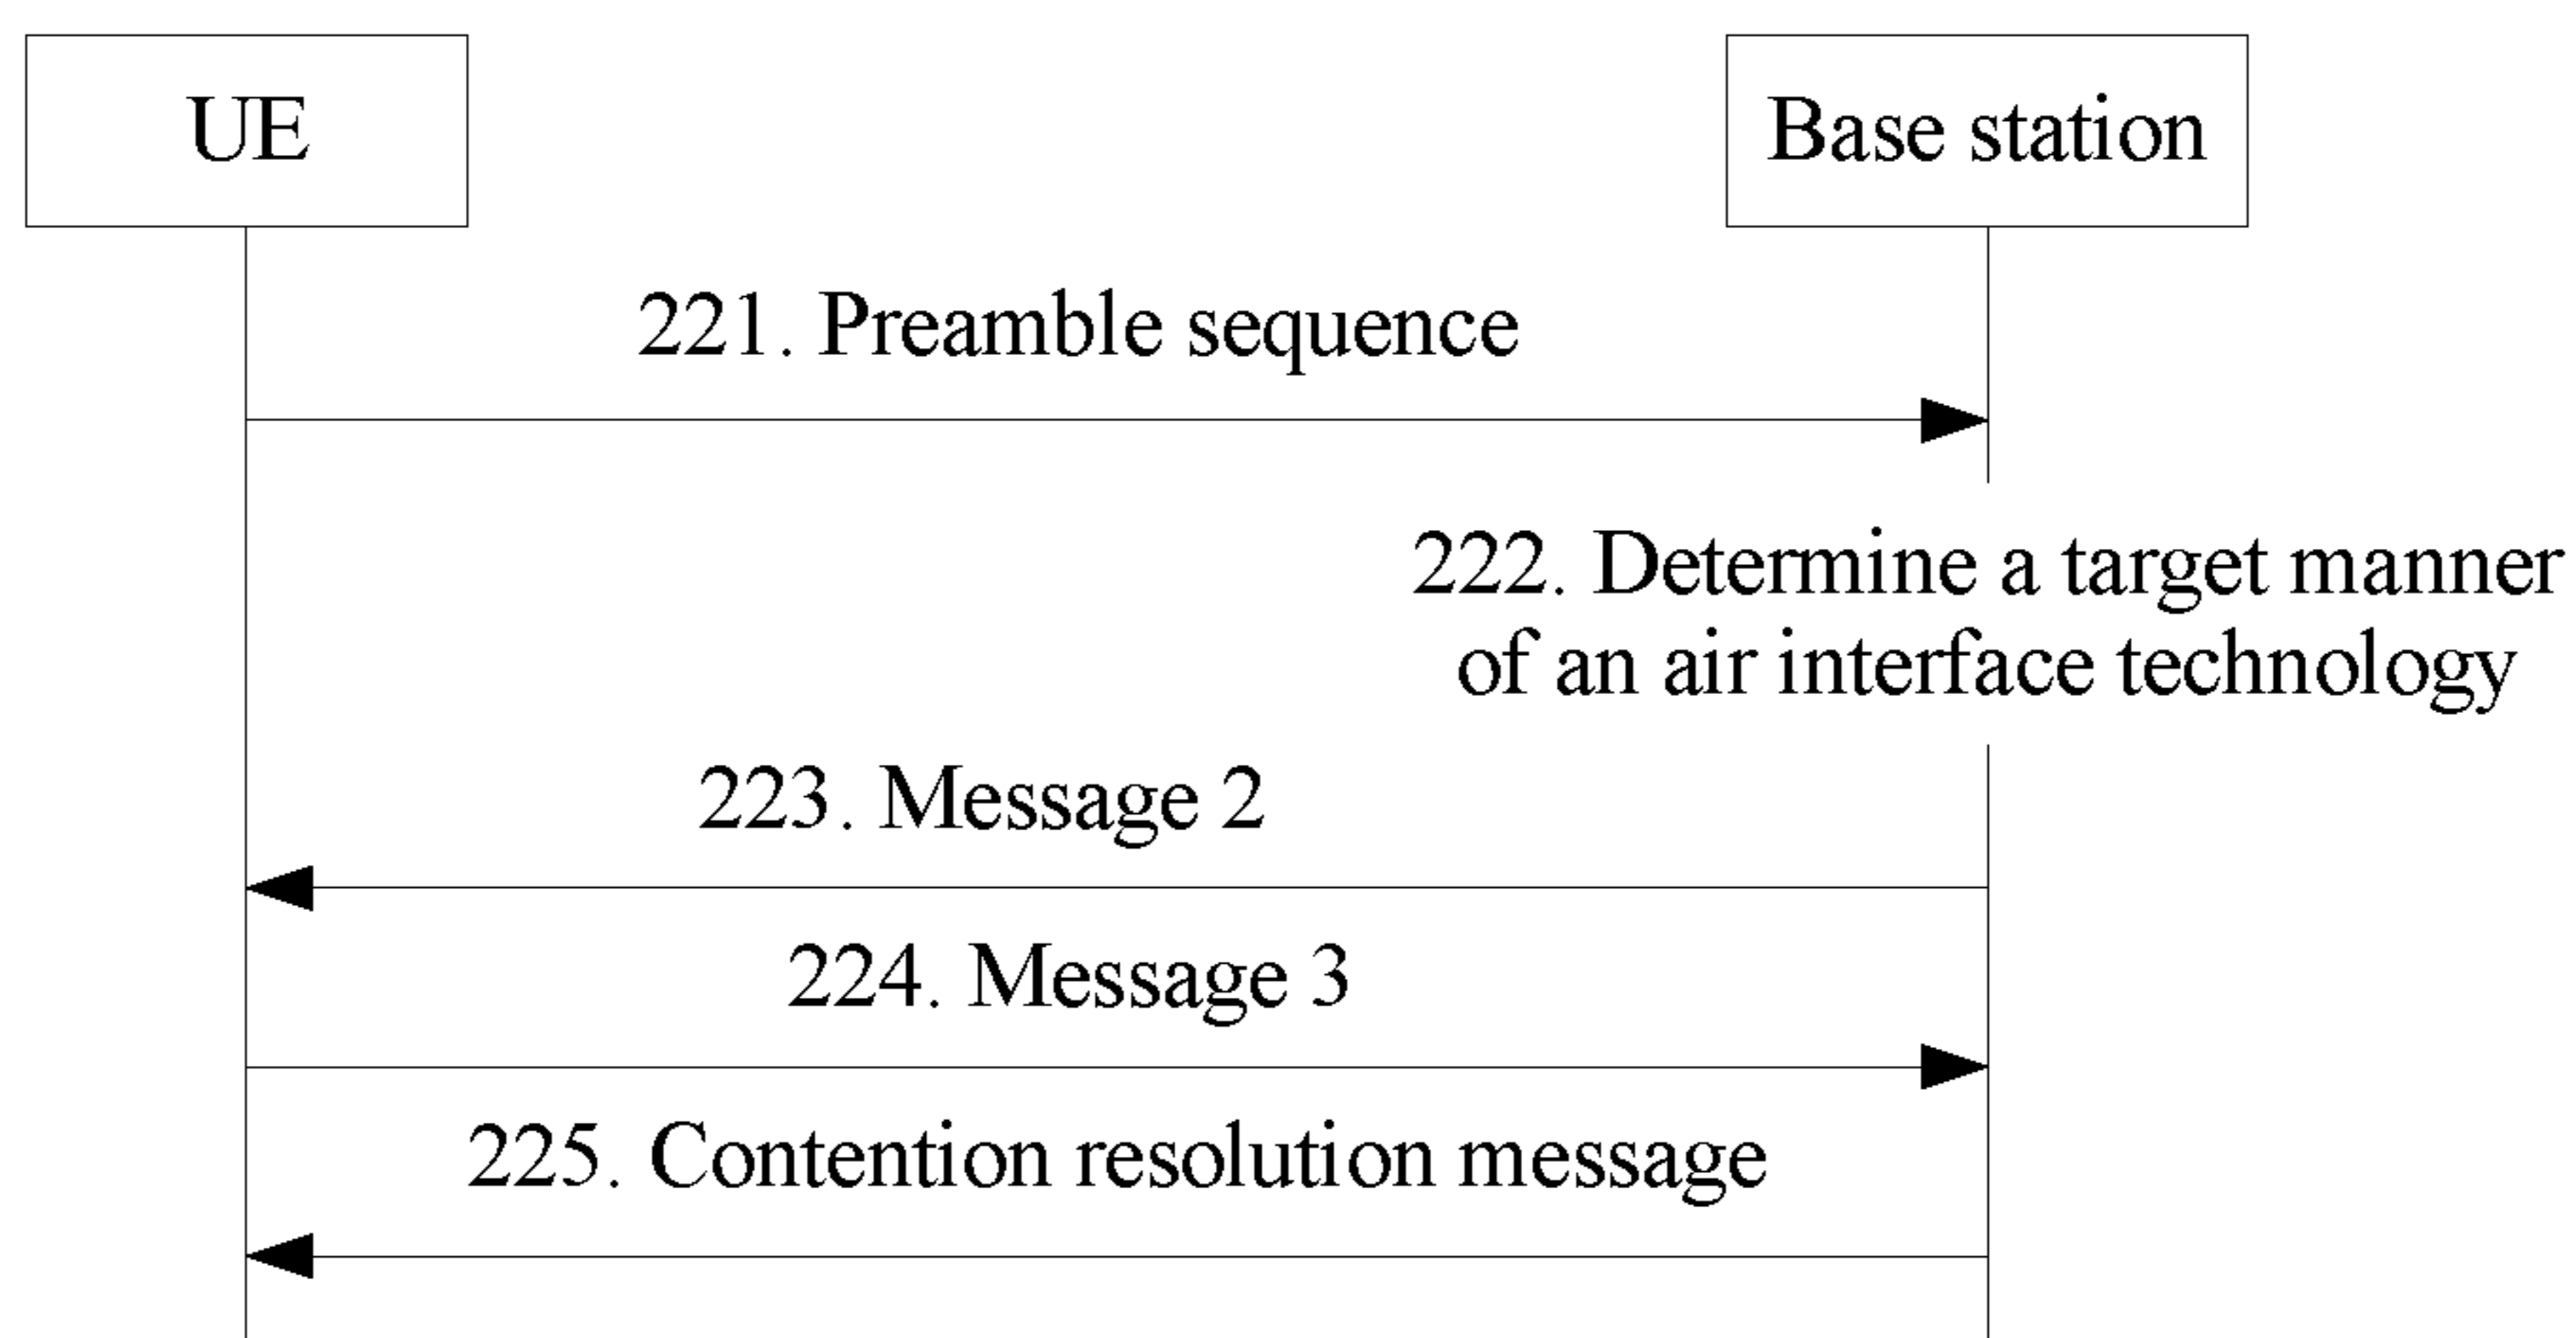 UE
Base station
221. Preamble sequence
222. Determine a target manner
of an air interface technology
223. Message 2
224. Message 3
225. Contention resolution message